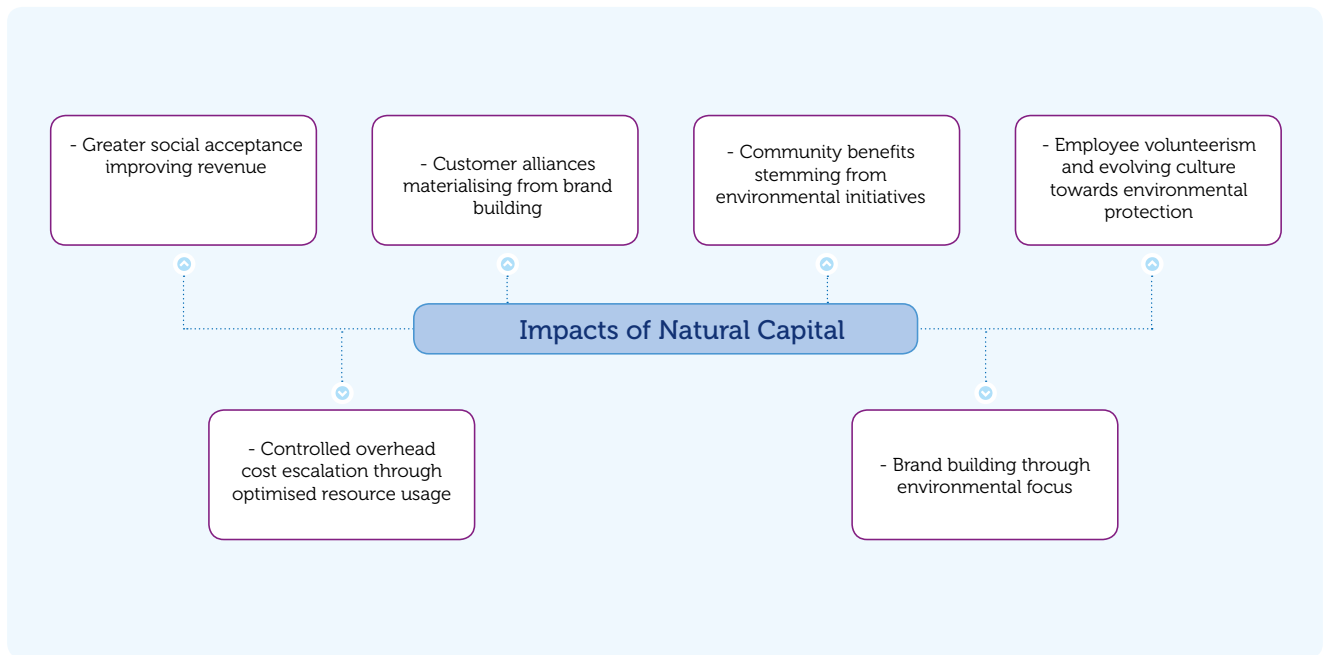 - Greater social acceptance
improving revenue
- Customer alliances
materialising from brand
building
- Community benefits
stemming from
environmental initiatives
- Employee volunteerism
and evolving culture
towards environmental
protection
Impacts of Natural Capital
- Controlled overhead
cost escalation through
optimised resource usage
- Brand building through
environmental focus